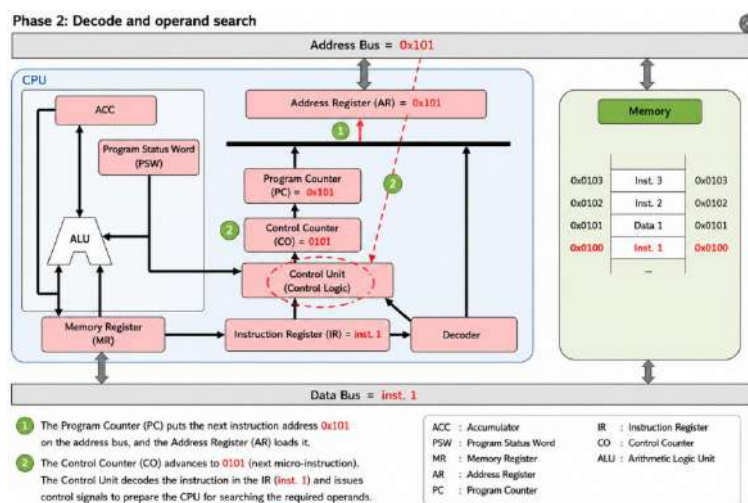 Phase 2: Decode and operand search
Address Bus = 0x101
CPU
Address Register (AR) = 0x101
ACC
1
Program Status Word
(PSW)
Program Counter
(PC) = 0x101
2
2
Control Counter
(CO) = 0101
ALU
Control Unit
(Control Logic)
Memory Register
(MR)
Instruction Register (IR) = inst. 1
Decoder
Memory
0x0103 Inst. 3 0x0103
0x0102 Inst. 2 0x0102
0x0101 Data 1 0x0101
0x0100 Inst. 1 0x0100
...
Data Bus = inst. 1
1 The Program Counter (PC) puts the next instruction address 0x101
on the address bus, and the Address Register (AR) loads it.
2 The Control Counter (CO) advances to 0101 (next micro-instruction).
The Control Unit decodes the instruction in the IR (inst. 1) and issues
control signals to prepare the CPU for searching the required operands.
ACC : Accumulator
PSW : Program Status Word
MR : Memory Register
AR : Address Register
PC : Program Counter
IR : Instruction Register
CO : Control Counter
ALU : Arithmetic Logic Unit